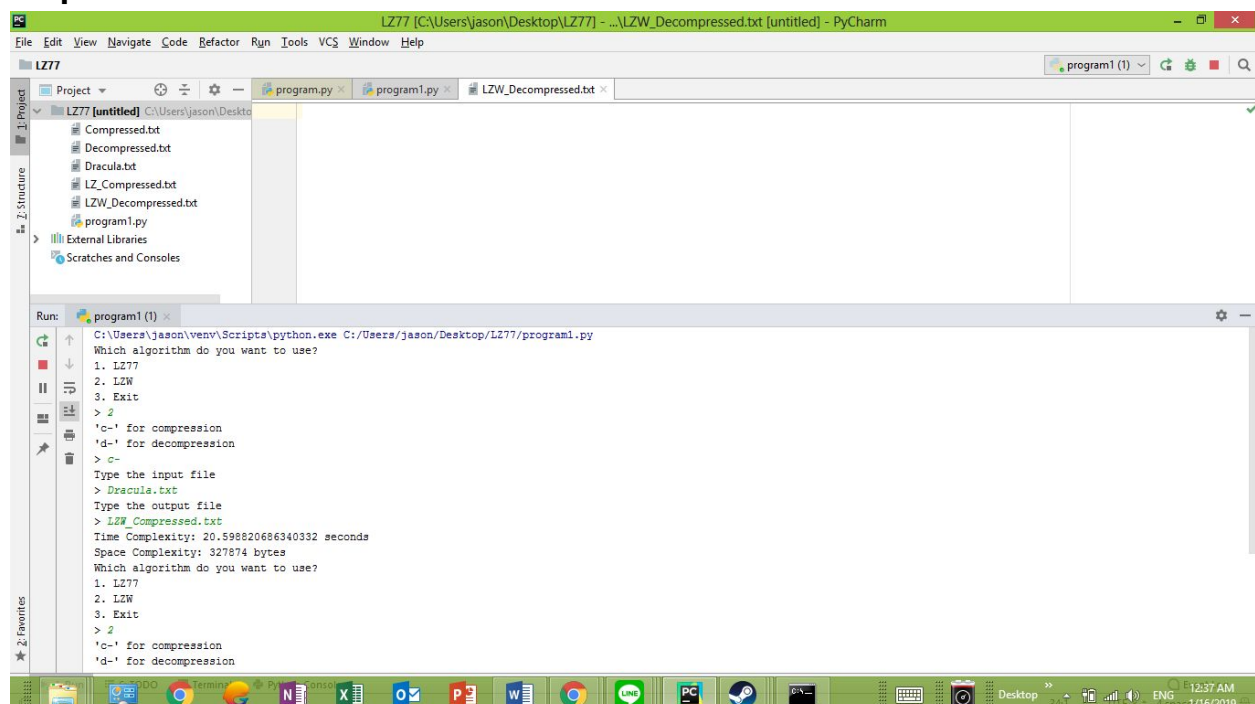 PC
LZ77 [C:\Users\jason\Desktop\LZ77] - ...\LZW_Decompressed.txt [untitled] - PyCharm
File Edit View Navigate Code Refactor Run Tools VCS Window Help
LZ77
program1 (1)
Project
program.py
program1.py
LZW_Decompressed.txt
1: Project
LZ77 [untitled] C:\Users\jason\Deskto
Compressed.txt
Decompressed.txt
Dracula.txt
LZ_Compressed.txt
LZW_Decompressed.txt
program1.py
External Libraries
Scratches and Consoles
7: Structure
Run: program1 (1)
C:\Users\jason\venv\Scripts\python.exe C:/Users/jason/Desktop/LZ77/program1.py
Which algorithm do you want to use?
1. LZ77
2. LZW
3. Exit
> 2
'c-' for compression
'd-' for decompression
> c-
Type the input file
> Dracula.txt
Type the output file
> LZW_Compressed.txt
Time Complexity: 20.598820686340332 seconds
Space Complexity: 327874 bytes
Which algorithm do you want to use?
1. LZ77
2. LZW
3. Exit
> 2
'c-' for compression
'd-' for decompression
2: Favorites
TODO Terminal Python Console
N X P W LINE PC C:\_
Desktop ENG 12:37 AM
1/16/2019